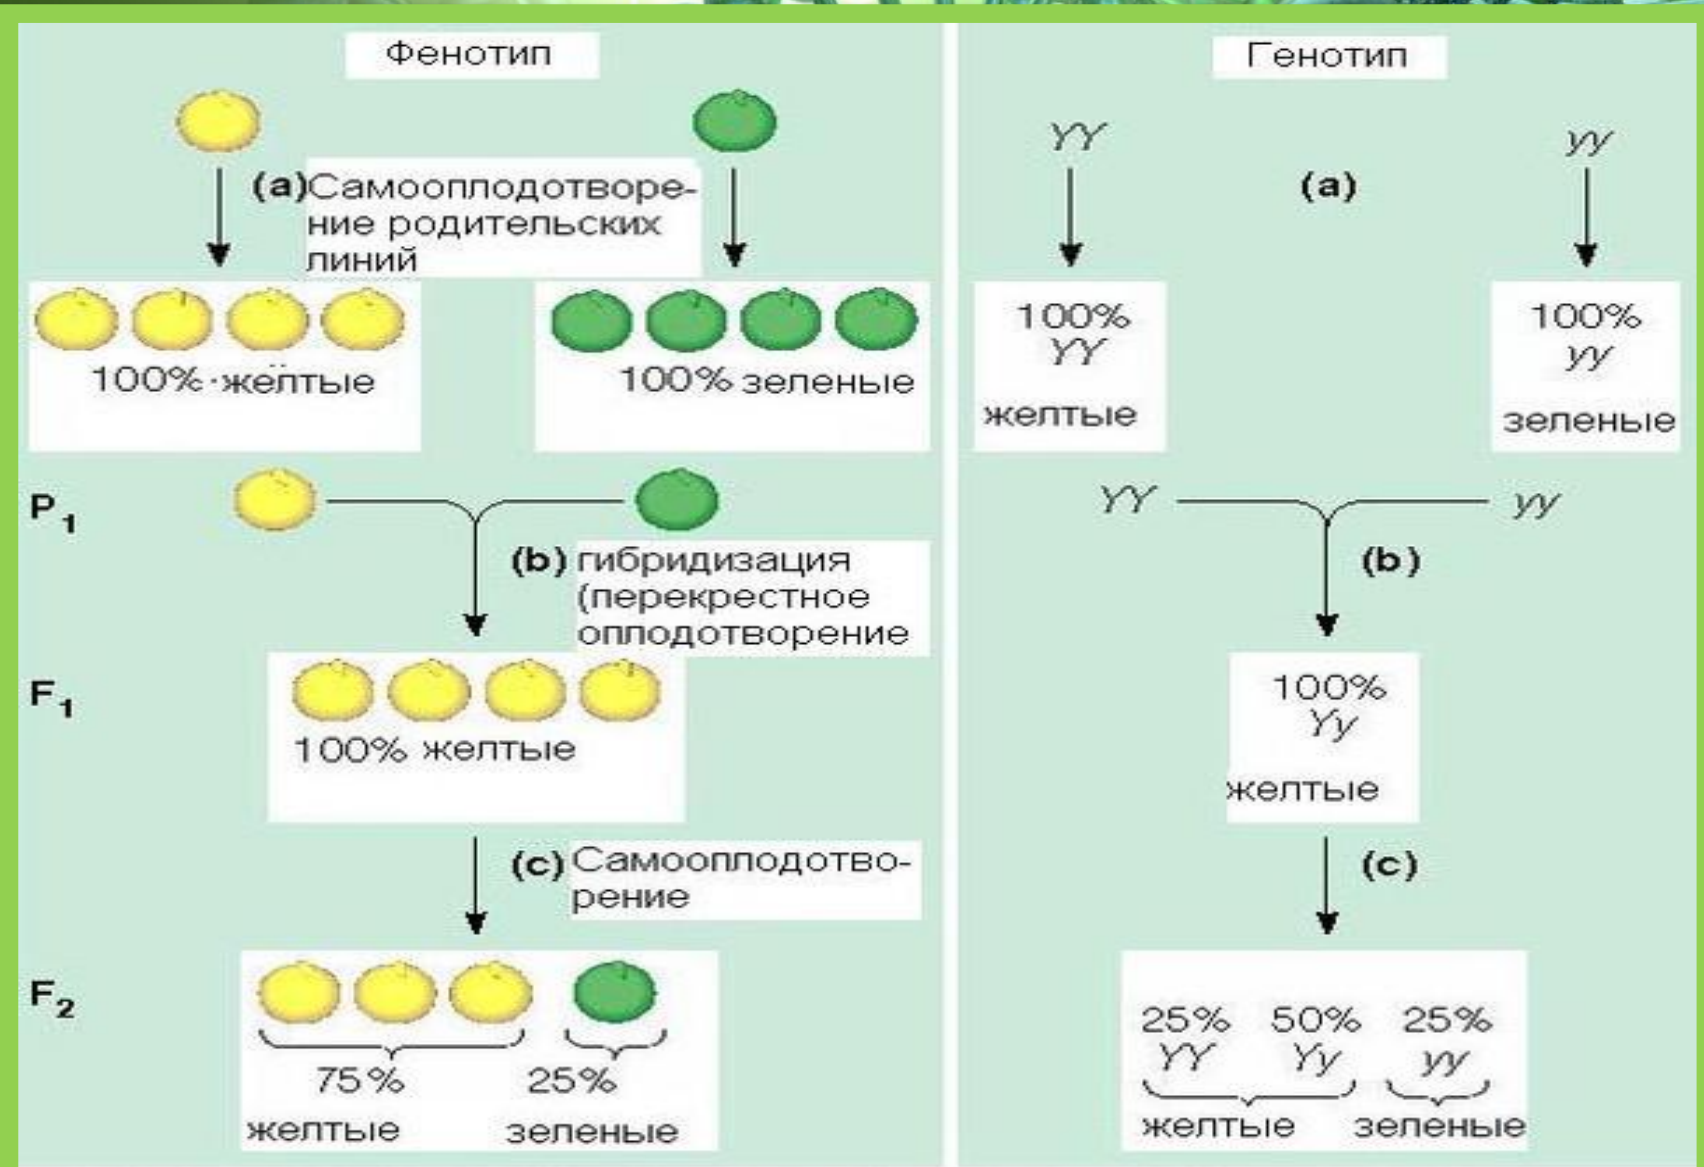 Фенотип
(a) Самооплодотворе-
ние родительских
линий
100% желтые
100% зеленые
P1
(b) гибридизация
(перекрестное
оплодотворение
F1
100% желтые
(c) Самооплодотво-
рение
F2
75% 25%
желтые зеленые
Генотип
YY yy
(a)
100%
YY
желтые
100%
yy
зеленые
YY yy
(b)
100%
Yy
желтые
(c)
25% 50% 25%
YY Yy yy
желтые зеленые